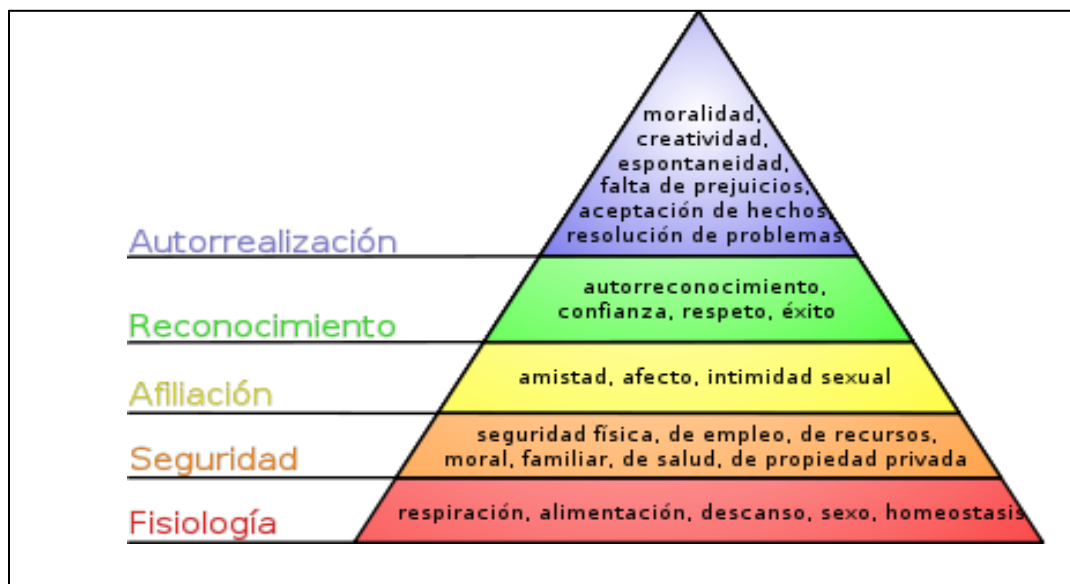 moralidad,
creatividad,
espontaneidad,
falta de prejuicios,
aceptación de hechos,
resolución de problemas
Autorrealización
autorreconocimiento,
confianza, respeto, éxito
Reconocimiento
amistad, afecto, intimidad sexual
Afiliación
seguridad física, de empleo, de recursos,
moral, familiar, de salud, de propiedad privada
Seguridad
respiración, alimentación, descanso, sexo, homeostasis
Fisiología